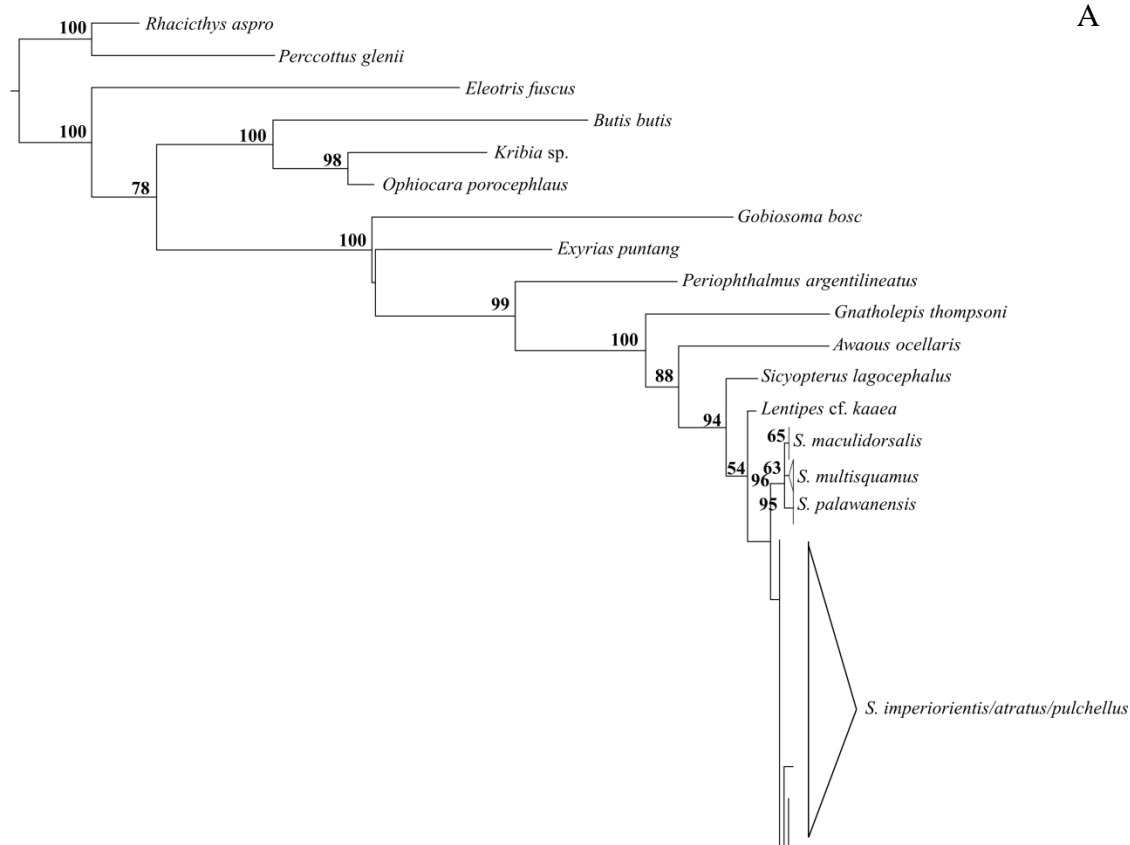 A
100
Rhacicthys aspro
Perccottus glenii
Eleotris fuscus
100
Butis butis
100
Kribia sp.
98
Ophiocara porocephlaus
78
Gobiosoma bosc
100
Exyrias puntang
Periophthalmus argentilineatus
99
Gnatholepis thompsoni
100
Awaous ocellaris
88
Sicyopterus lagocephalus
Lentipes cf. kaaea
94
65
S. maculidorsalis
54
63
96
S. multisquamus
95
S. palawanensis
S. imperiorientis/atratus/pulchellus